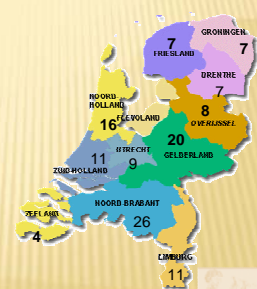 GRONINGEN
7
7
FRIESLAND
DRENTHE
7
NOORD-
HOLLAND
16
FLEVOLAND
8
OVERIJSSEL
20
GELDERLAND
UTRECHT
9
11
ZUID-HOLLAND
NOORD-BRABANT
26
ZEELAND
4
LIMBURG
11